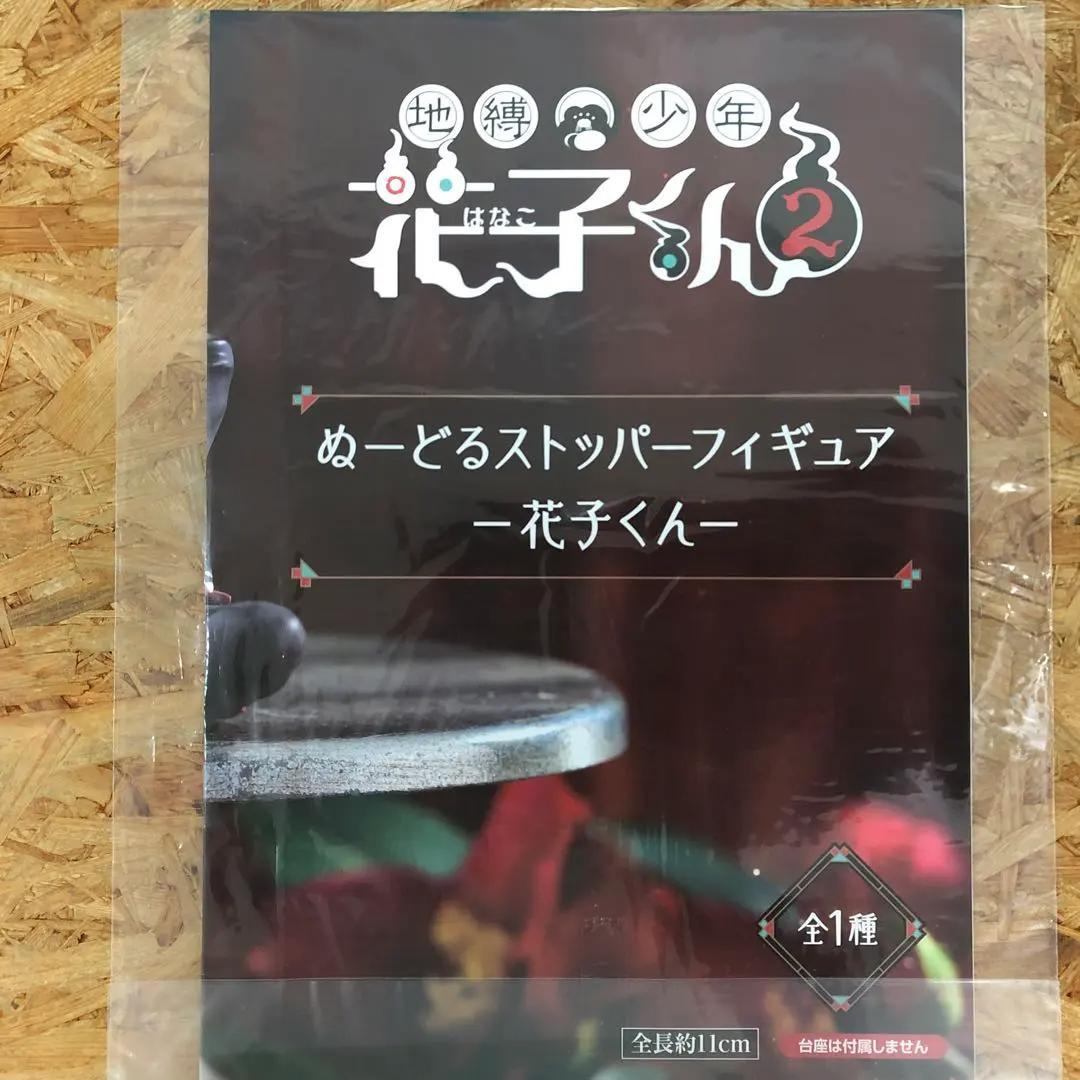 地縛少年
花子くん2
はなこ
ぬーどるストッパーフィギュア
－花子くん－
全1種
全長約11cm
台座は付属しません